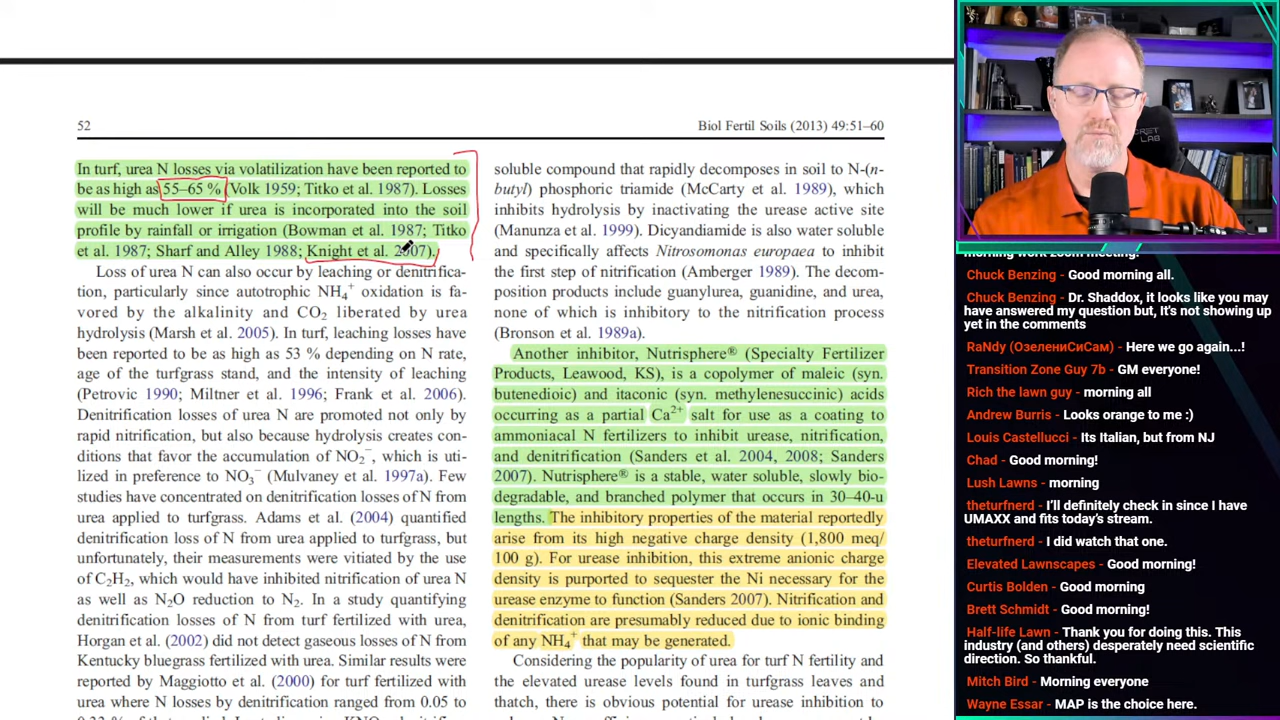 52
Biol Fertil Soils (2013) 49:51–60
In turf, urea N losses via volatilization have been reported to
be as high as 55–65 % (Volk 1959; Titko et al. 1987). Losses
will be much lower if urea is incorporated into the soil
profile by rainfall or irrigation (Bowman et al. 1987; Titko
et al. 1987; Sharf and Alley 1988; Knight et al. 2007).
Loss of urea N can also occur by leaching or denitrifica-
tion, particularly since autotrophic NH4+ oxidation is fa-
vored by the alkalinity and CO2 liberated by urea
hydrolysis (Marsh et al. 2005). In turf, leaching losses have
been reported to be as high as 53 % depending on N rate,
age of the turfgrass stand, and the intensity of leaching
(Petrovic 1990; Miltner et al. 1996; Frank et al. 2006).
Denitrification losses of urea N are promoted not only by
rapid nitrification, but also because hydrolysis creates con-
ditions that favor the accumulation of NO2−, which is uti-
lized in preference to NO3− (Mulvaney et al. 1997a). Few
studies have concentrated on denitrification losses of N from
urea applied to turfgrass. Adams et al. (2004) quantified
denitrification loss of N from urea applied to turfgrass, but
unfortunately, their measurements were vitiated by the use
of C2H2, which would have inhibited nitrification of urea N
as well as N2O reduction to N2. In a study quantifying
denitrification losses of N from turf fertilized with urea,
Horgan et al. (2002) did not detect gaseous losses of N from
Kentucky bluegrass fertilized with urea. Similar results were
reported by Maggiotto et al. (2000) for turf fertilized with
urea where N losses by denitrification ranged from 0.05 to
soluble compound that rapidly decomposes in soil to N-(n-
butyl) phosphoric triamide (McCarty et al. 1989), which
inhibits hydrolysis by inactivating the urease active site
(Manunza et al. 1999). Dicyandiamide is also water soluble
and specifically affects Nitrosomonas europaea to inhibit
the first step of nitrification (Amberger 1989). The decom-
position products include guanylurea, guanidine, and urea,
none of which is inhibitory to the nitrification process
(Bronson et al. 1989a).
Another inhibitor, Nutrisphere® (Specialty Fertilizer
Products, Leawood, KS), is a copolymer of maleic (syn.
butenedioic) and itaconic (syn. methylenesuccinic) acids
occurring as a partial Ca2+ salt for use as a coating to
ammoniacal N fertilizers to inhibit urease, nitrification,
and denitrification (Sanders et al. 2004, 2008; Sanders
2007). Nutrisphere® is a stable, water soluble, slowly bio-
degradable, and branched polymer that occurs in 30–40-u
lengths. The inhibitory properties of the material reportedly
arise from its high negative charge density (1,800 meq/
100 g). For urease inhibition, this extreme anionic charge
density is purported to sequester the Ni necessary for the
urease enzyme to function (Sanders 2007). Nitrification and
denitrification are presumably reduced due to ionic binding
of any NH4+ that may be generated.
Considering the popularity of urea for turf N fertility and
the elevated urease levels found in turfgrass leaves and
thatch, there is obvious potential for urease inhibition to
morning work zoom meeting.
Chuck Benzing: Good morning all.
Chuck Benzing: Dr. Shaddox, it looks like you may
have answered my question but, It's not showing up
yet in the comments
RaNdy (ОзелениСиСам): Here we go again...!
Transition Zone Guy 7b: GM everyone!
Rich the lawn guy: morning all
Andrew Burris: Looks orange to me :)
Louis Castellucci: Its Italian, but from NJ
Chad: Good morning!
Lush Lawns: morning
theturfnerd: I'll definitely check in since I have
UMAXX and fits today's stream.
theturfnerd: I did watch that one.
Elevated Lawnscapes: Good morning!
Curtis Bolden: Good morning
Brett Schmidt: Good morning!
Half-life Lawn: Thank you for doing this. This
industry (and others) desperately need scientific
direction. So thankful.
Mitch Bird: Morning everyone
Wayne Essar: MAP is the choice here.